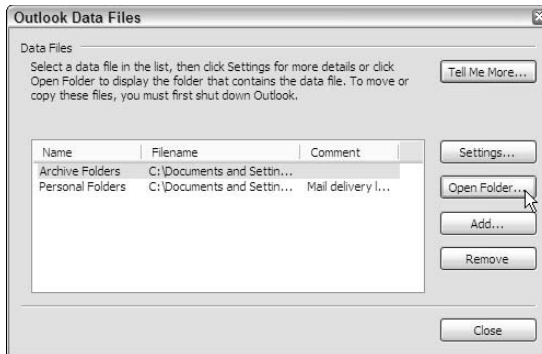 Outlook Data Files
Data Files
Select a data file in the list, then click Settings for more details or click
Open Folder to display the folder that contains the data file. To move or
copy these files, you must first shut down Outlook.
Tell Me More...
Name Filename Comment
Archive Folders C:\Documents and Settin...
Personal Folders C:\Documents and Settin... Mail delivery l...
Settings...
Open Folder...
Add...
Remove
Close